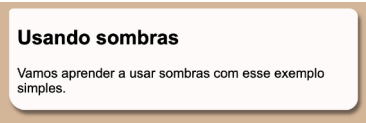 Usando sombras
Vamos aprender a usar sombras com esse exemplo
simples.